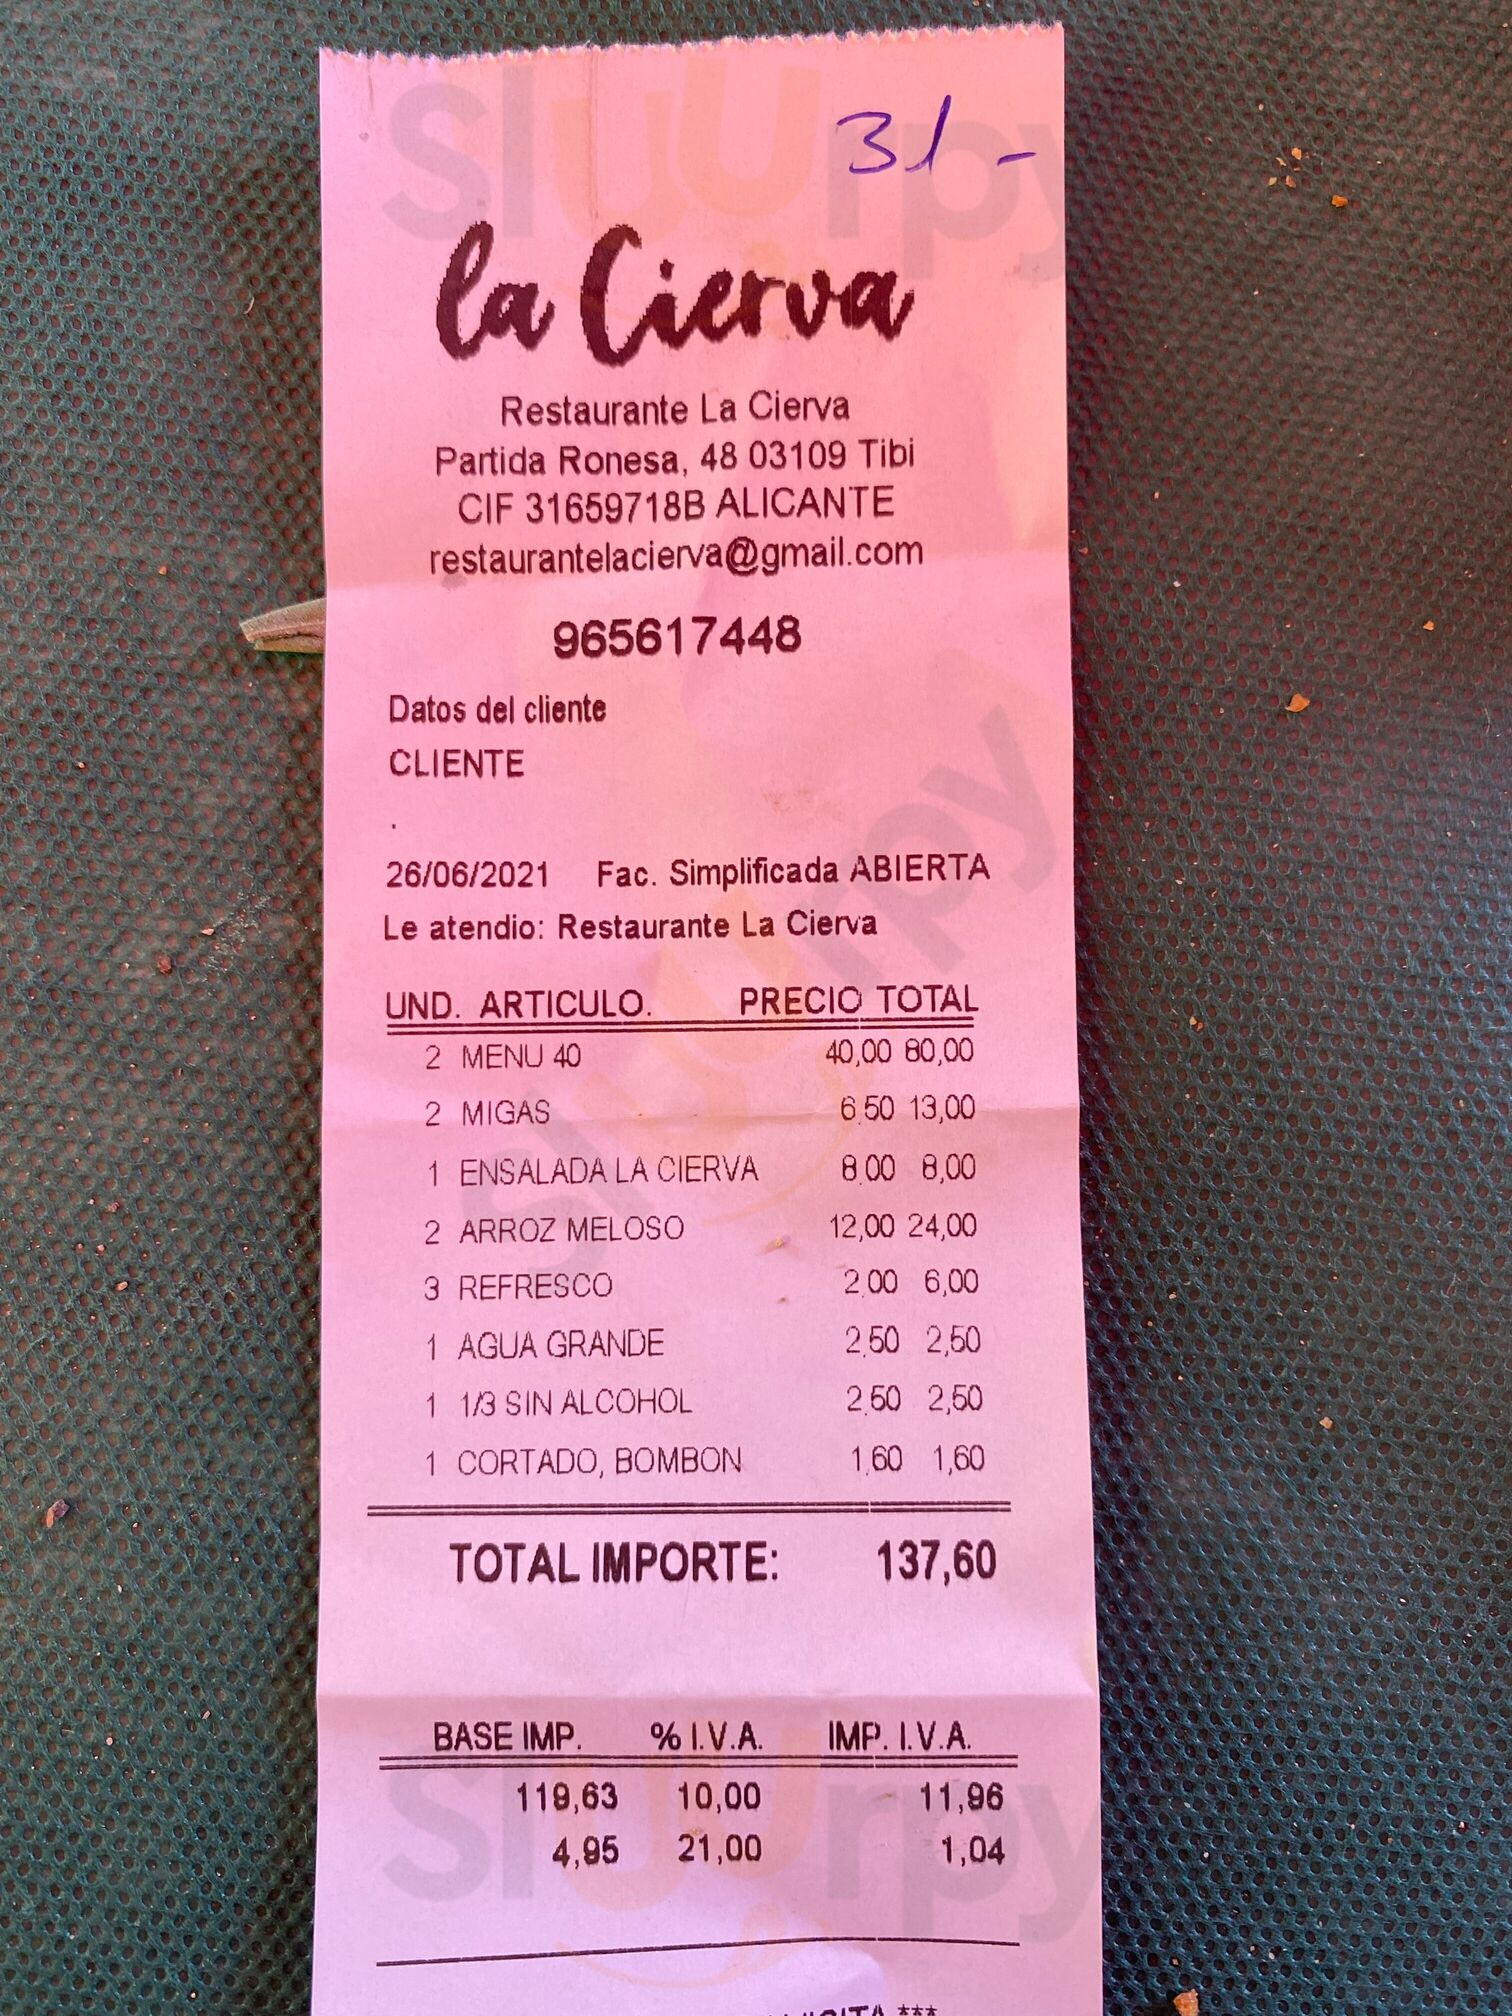 31 -
la Cierva
Restaurante La Cierva
Partida Ronesa, 48 03109 Tibi
CIF 31659718B ALICANTE
restaurantelacierva@gmail.com
965617448
Datos del cliente
CLIENTE
.
26/06/2021 Fac. Simplificada ABIERTA
Le atendio: Restaurante La Cierva
UND. ARTICULO. PRECIO TOTAL
2 MENU 40 40,00 80,00
2 MIGAS 6,50 13,00
1 ENSALADA LA CIERVA 8,00 8,00
2 ARROZ MELOSO 12,00 24,00
3 REFRESCO 2,00 6,00
1 AGUA GRANDE 2,50 2,50
1 1/3 SIN ALCOHOL 2,50 2,50
1 CORTADO, BOMBON 1,60 1,60
TOTAL IMPORTE: 137,60
BASE IMP. % I.V.A. IMP. I.V.A.
119,63 10,00 11,96
4,95 21,00 1,04
***
Sluurpy
Sluurpy
Sluurpy